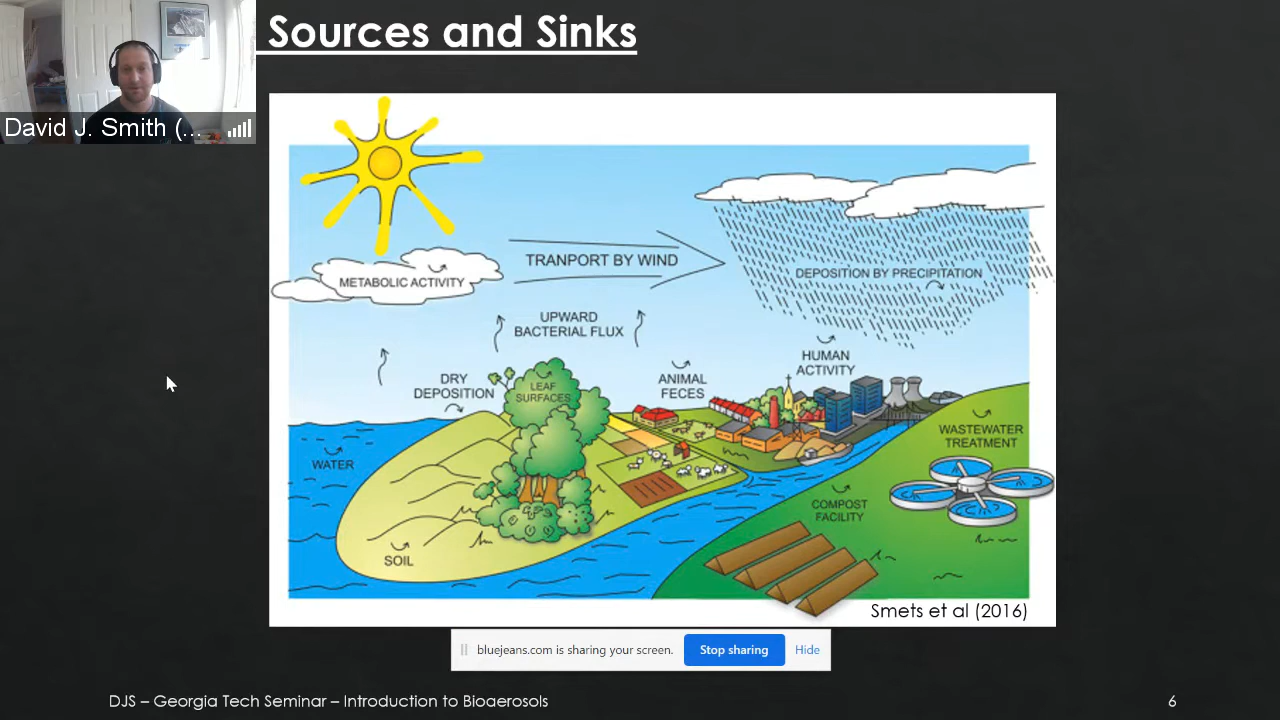 Sources and Sinks
David J. Smith (...
METABOLIC ACTIVITY
TRANPORT BY WIND
DEPOSITION BY PRECIPITATION
UPWARD
BACTERIAL FLUX
DRY
DEPOSITION
LEAF
SURFACES
ANIMAL
FECES
HUMAN
ACTIVITY
WATER
WASTEWATER
TREATMENT
COMPOST
FACILITY
SOIL
Smets et al (2016)
bluejeans.com is sharing your screen.
Stop sharing
Hide
DJS – Georgia Tech Seminar – Introduction to Bioaerosols
6